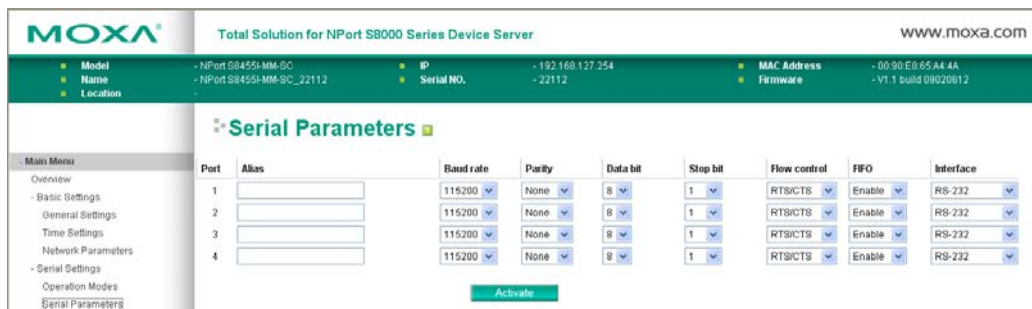 MOXA
Total Solution for NPort S8000 Series Device Server
www.moxa.com
Model - NPort S8455I-MM-SC
IP - 192.168.127.254
MAC Address - 00:90:E8:65:A4:4A
Name - NPort S8455I-MM-SC_22112
Serial NO. - 22112
Firmware - V1.1 build 09020612
Location -
Serial Parameters
- Main Menu
Overview
- Basic Settings
General Settings
Time Settings
Network Parameters
- Serial Settings
Operation Modes
Serial Parameters
Port Alias Baud rate Parity Data bit Stop bit Flow control FIFO Interface
1 115200 None 8 1 RTS/CTS Enable RS-232
2 115200 None 8 1 RTS/CTS Enable RS-232
3 115200 None 8 1 RTS/CTS Enable RS-232
4 115200 None 8 1 RTS/CTS Enable RS-232
Activate